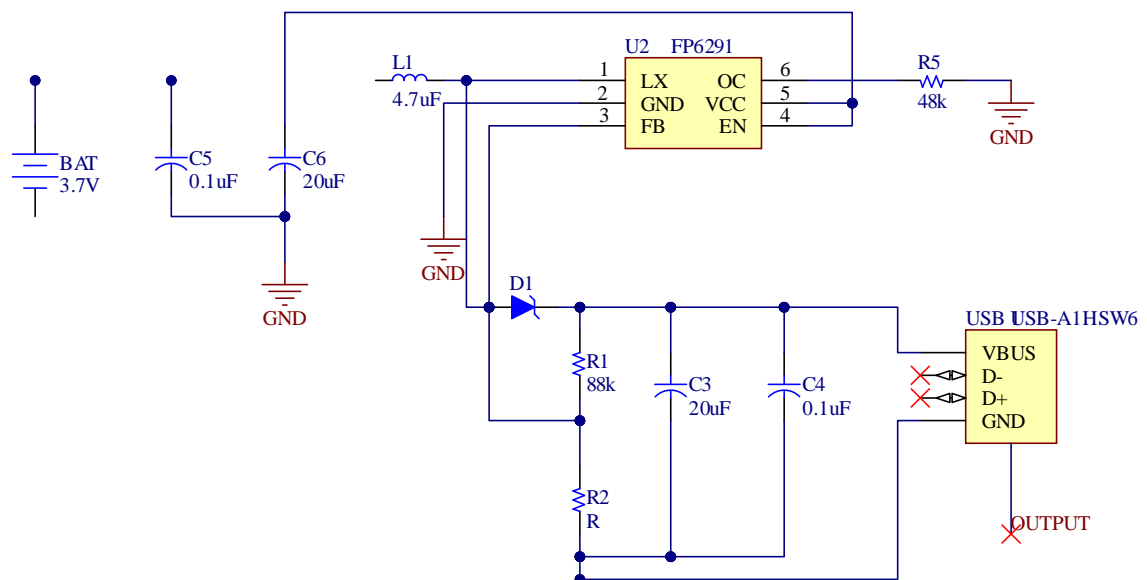 U2 FP6291
L1
4.7uF
1 LX OC 6
2 GND VCC 5
3 FB EN 4
R5
48k
GND
BAT
3.7V
C5
0.1uF
C6
20uF
GND
GND
D1
USB USB-A1HSW6
VBUS
D-
D+
GND
R1
88k
C3
20uF
C4
0.1uF
R2
R
OUTPUT